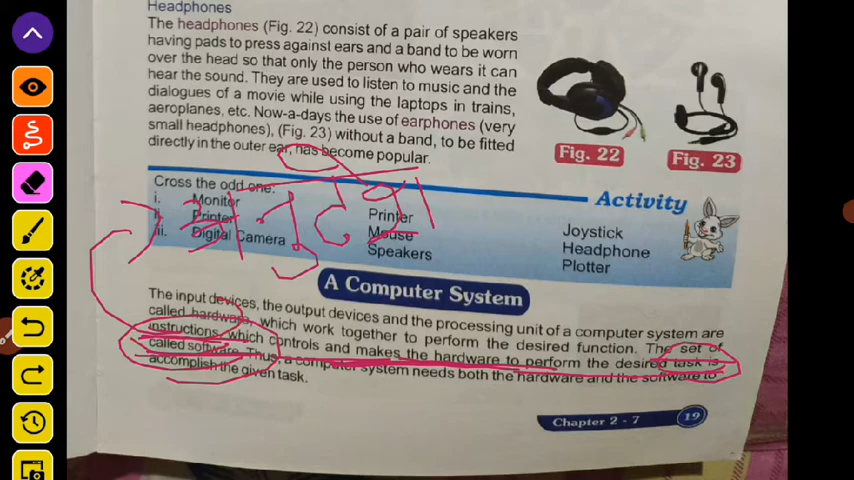 Headphones
The headphones (Fig. 22) consist of a pair of speakers
having pads to press against ears and a band to be worn
over the head so that only the person who wears it can
hear the sound. They are used to listen to music and the
dialogues of a movie while using the laptops in trains,
aeroplanes, etc. Now-a-days the use of earphones (very
small headphones), (Fig. 23) without a band, to be fitted
directly in the outer ear, has become popular.
Fig. 22
Fig. 23
Activity
Cross the odd one:
i. Monitor Printer Joystick
ii. Printer Mouse Headphone
iii. Digital Camera Speakers Plotter
A Computer System
The input devices, the output devices and the processing unit of a computer system are
called hardware, which work together to perform the desired function. The set of
instructions, which controls and makes the hardware to perform the desired task is
called software. Thus, a computer system needs both the hardware and the software to
accomplish the given task.
Chapter 2 - 7
19